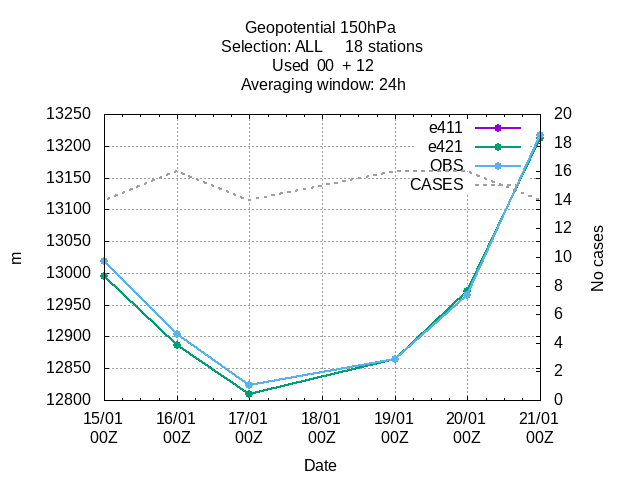 Geopotential 150hPa
Selection: ALL     18 stations
Used  00  + 12
Averaging window: 24h
13250
13200
13150
13100
13050
13000
12950
12900
12850
12800
m
20
18
16
14
12
10
8
6
4
2
0
No cases
e411
e421
OBS
CASES
15/01 16/01 17/01 18/01 19/01 20/01 21/01
00Z 00Z 00Z 00Z 00Z 00Z 00Z
Date